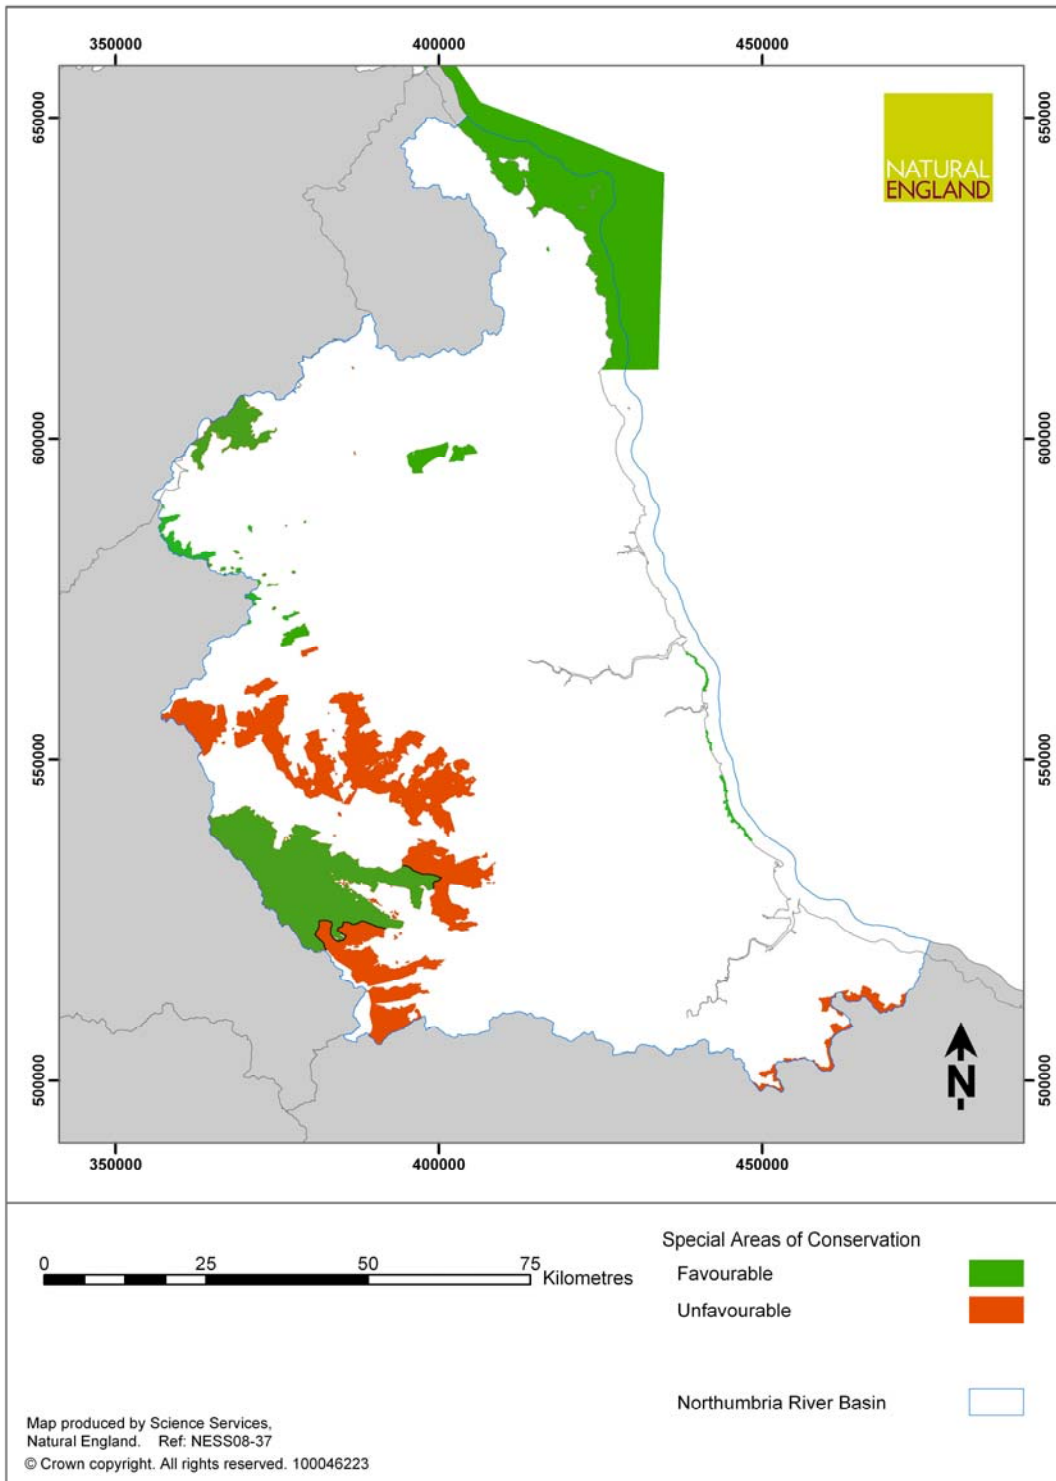 350000 400000 450000
650000 650000
NATURAL
ENGLAND
600000 600000
550000 550000
500000 500000
N
350000 400000 450000
0 25 50 75
Kilometres
Special Areas of Conservation
Favourable
Unfavourable
Northumbria River Basin
Map produced by Science Services,
Natural England. Ref: NESS08-37
© Crown copyright. All rights reserved. 100046223